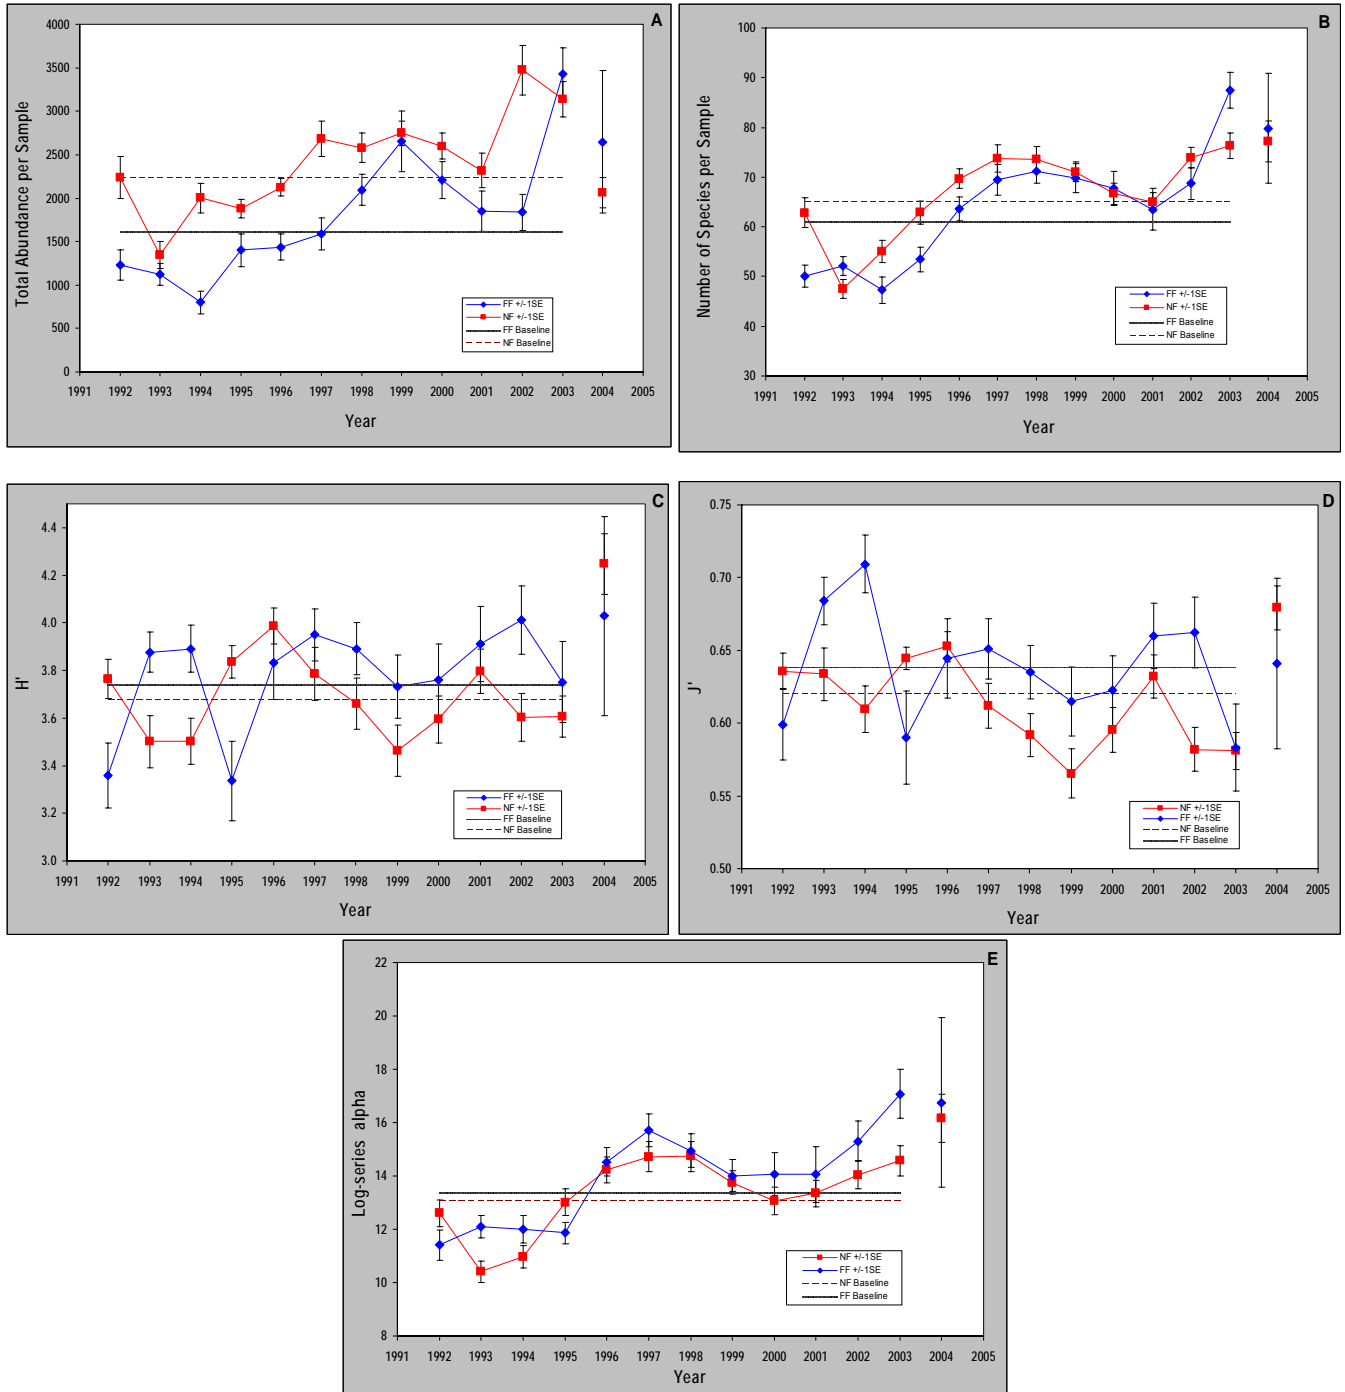 A
Total Abundance per Sample
4000
3500
3000
2500
2000
1500
1000
500
0
FF +/-1SE
NF +/-1SE
FF Baseline
NF Baseline
1991 1992 1993 1994 1995 1996 1997 1998 1999 2000 2001 2002 2003 2004 2005
Year
B
Number of Species per Sample
100
90
80
70
60
50
40
30
FF +/-1SE
NF +/-1SE
FF Baseline
NF Baseline
1991 1992 1993 1994 1995 1996 1997 1998 1999 2000 2001 2002 2003 2004 2005
Year
C
H'
4.4
4.2
4.0
3.8
3.6
3.4
3.2
3.0
FF +/-1SE
NF +/-1SE
FF Baseline
NF Baseline
1991 1992 1993 1994 1995 1996 1997 1998 1999 2000 2001 2002 2003 2004 2005
Year
D
J'
0.75
0.70
0.65
0.60
0.55
0.50
NF +/-1SE
FF +/-1SE
NF Baseline
FF Baseline
1991 1992 1993 1994 1995 1996 1997 1998 1999 2000 2001 2002 2003 2004 2005
Year
E
Log-series alpha
22
20
18
16
14
12
10
8
NF +/-1SE
FF +/-1SE
NF Baseline
FF Baseline
1991 1992 1993 1994 1995 1996 1997 1998 1999 2000 2001 2002 2003 2004 2005
Year